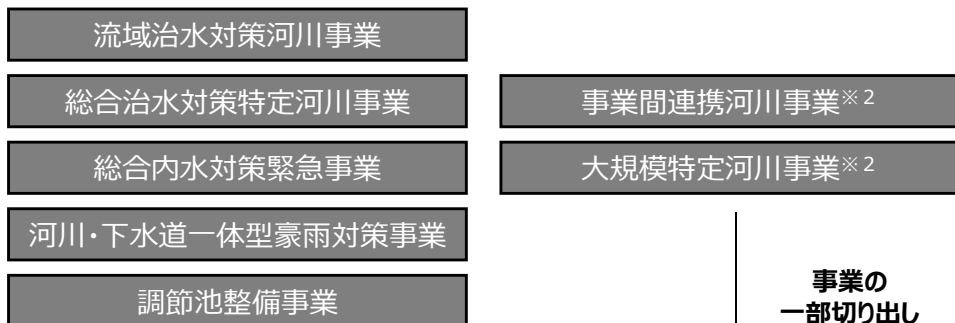 流域治水対策河川事業
総合治水対策特定河川事業
総合内水対策緊急事業
河川・下水道一体型豪雨対策事業
調節池整備事業
事業間連携河川事業※2
大規模特定河川事業※2
事業の
一部切り出し